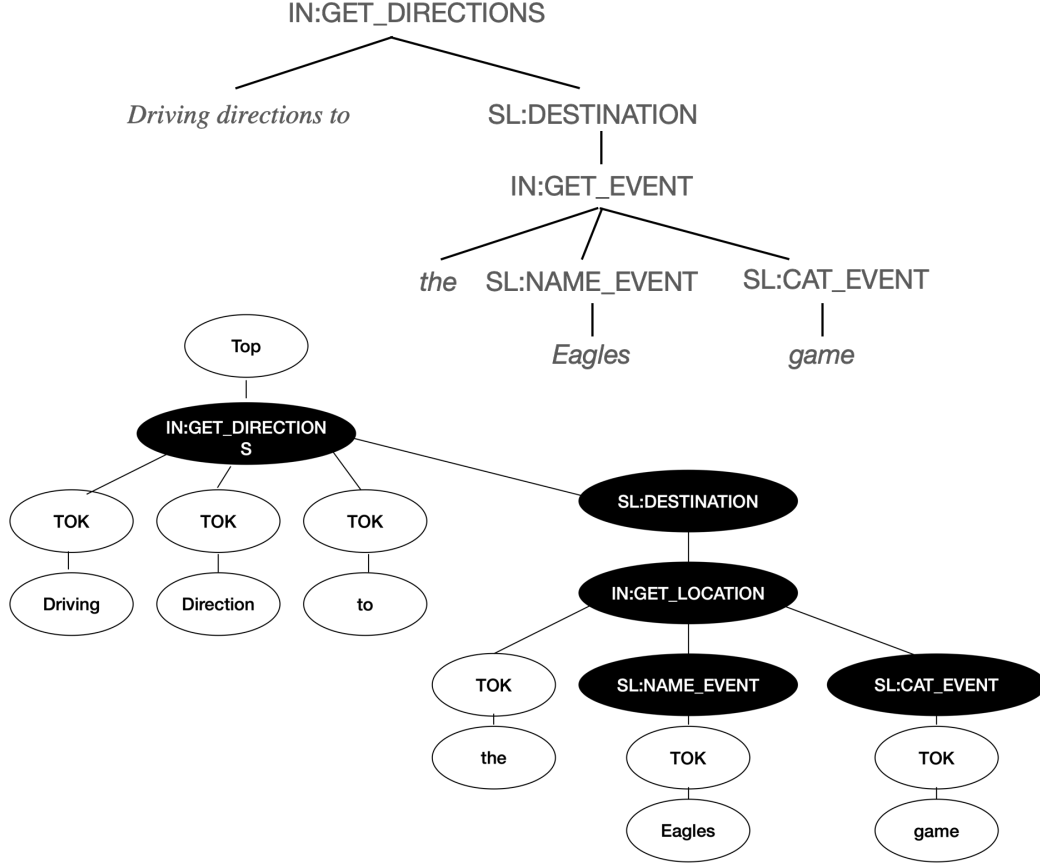 IN:GET_DIRECTIONS
Driving directions to
SL:DESTINATION
IN:GET_EVENT
the
SL:NAME_EVENT
SL:CAT_EVENT
Eagles
game
Top
IN:GET_DIRECTION
S
TOK
TOK
TOK
SL:DESTINATION
Driving
Direction
to
IN:GET_LOCATION
TOK
SL:NAME_EVENT
SL:CAT_EVENT
the
TOK
TOK
Eagles
game